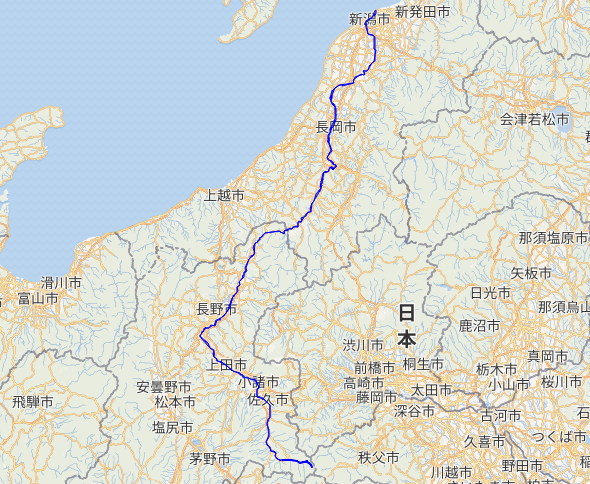 新潟市
新発田市
会津若松市
長岡市
上越市
那須塩原市
滑川市
富山市
矢板市
日光市
那須烏山
長野市
日
本
鹿沼市
渋川市
真岡市
上田市
小諸市
前橋市
桐生市
栃木市
安曇野市
高崎市
太田市
小山市
桜川市
飛騨市
松本市
佐久市
藤岡市
深谷市
古河市
石
塩尻市
久喜市
つくば市
茅野市
秩父市
川越市
野田市
稲